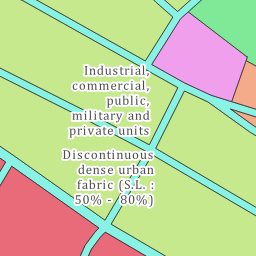 Industrial,
commercial,
public,
military and
private units
Discontinuous
dense urban
fabric (S.L. :
50% - 80%)